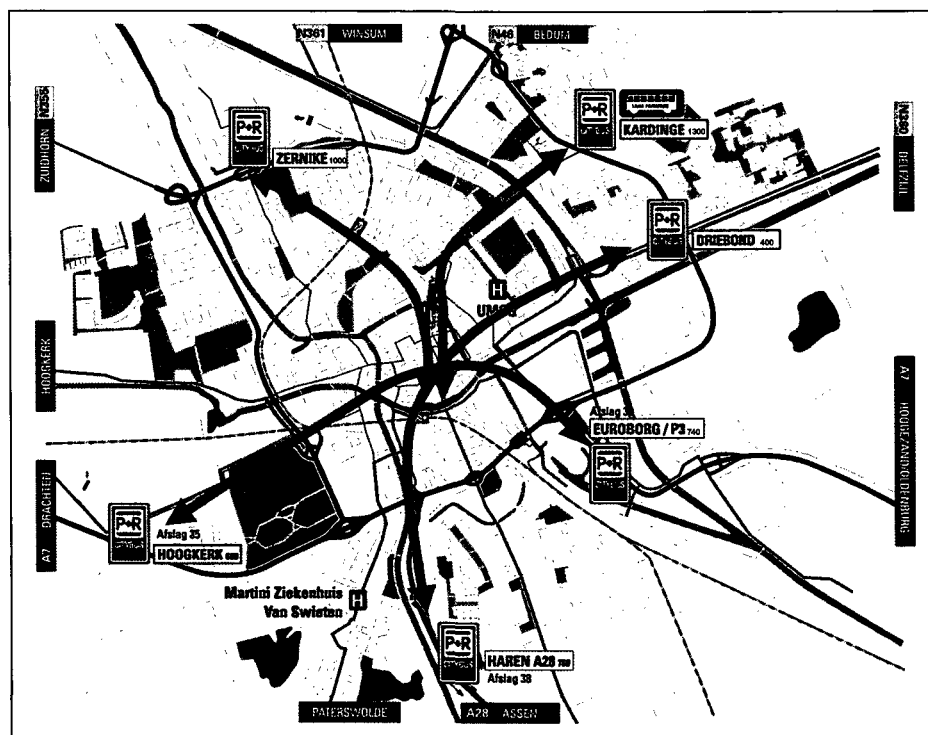 N361 WINSUM
N46 BEDUM
N355
ZUIDHORN
P+R
ZERNIKE 1000
P+R
KARDINGE 1300
N360
DELFZIJL
P+R
DRIEBOND 400
H
UMCG
HOOGKERK
A7 HOOGEZAND/OLDENBURG
Afslag
EUROBORG / P3 740
P+R
A7 DRACHTEN
P+R
Afslag 35
HOOGKERK
Martini Ziekenhuis
Van Swieten
H
P+R
HAREN A28
Afslag 38
PATERSWOLDE
A28 ASSEN